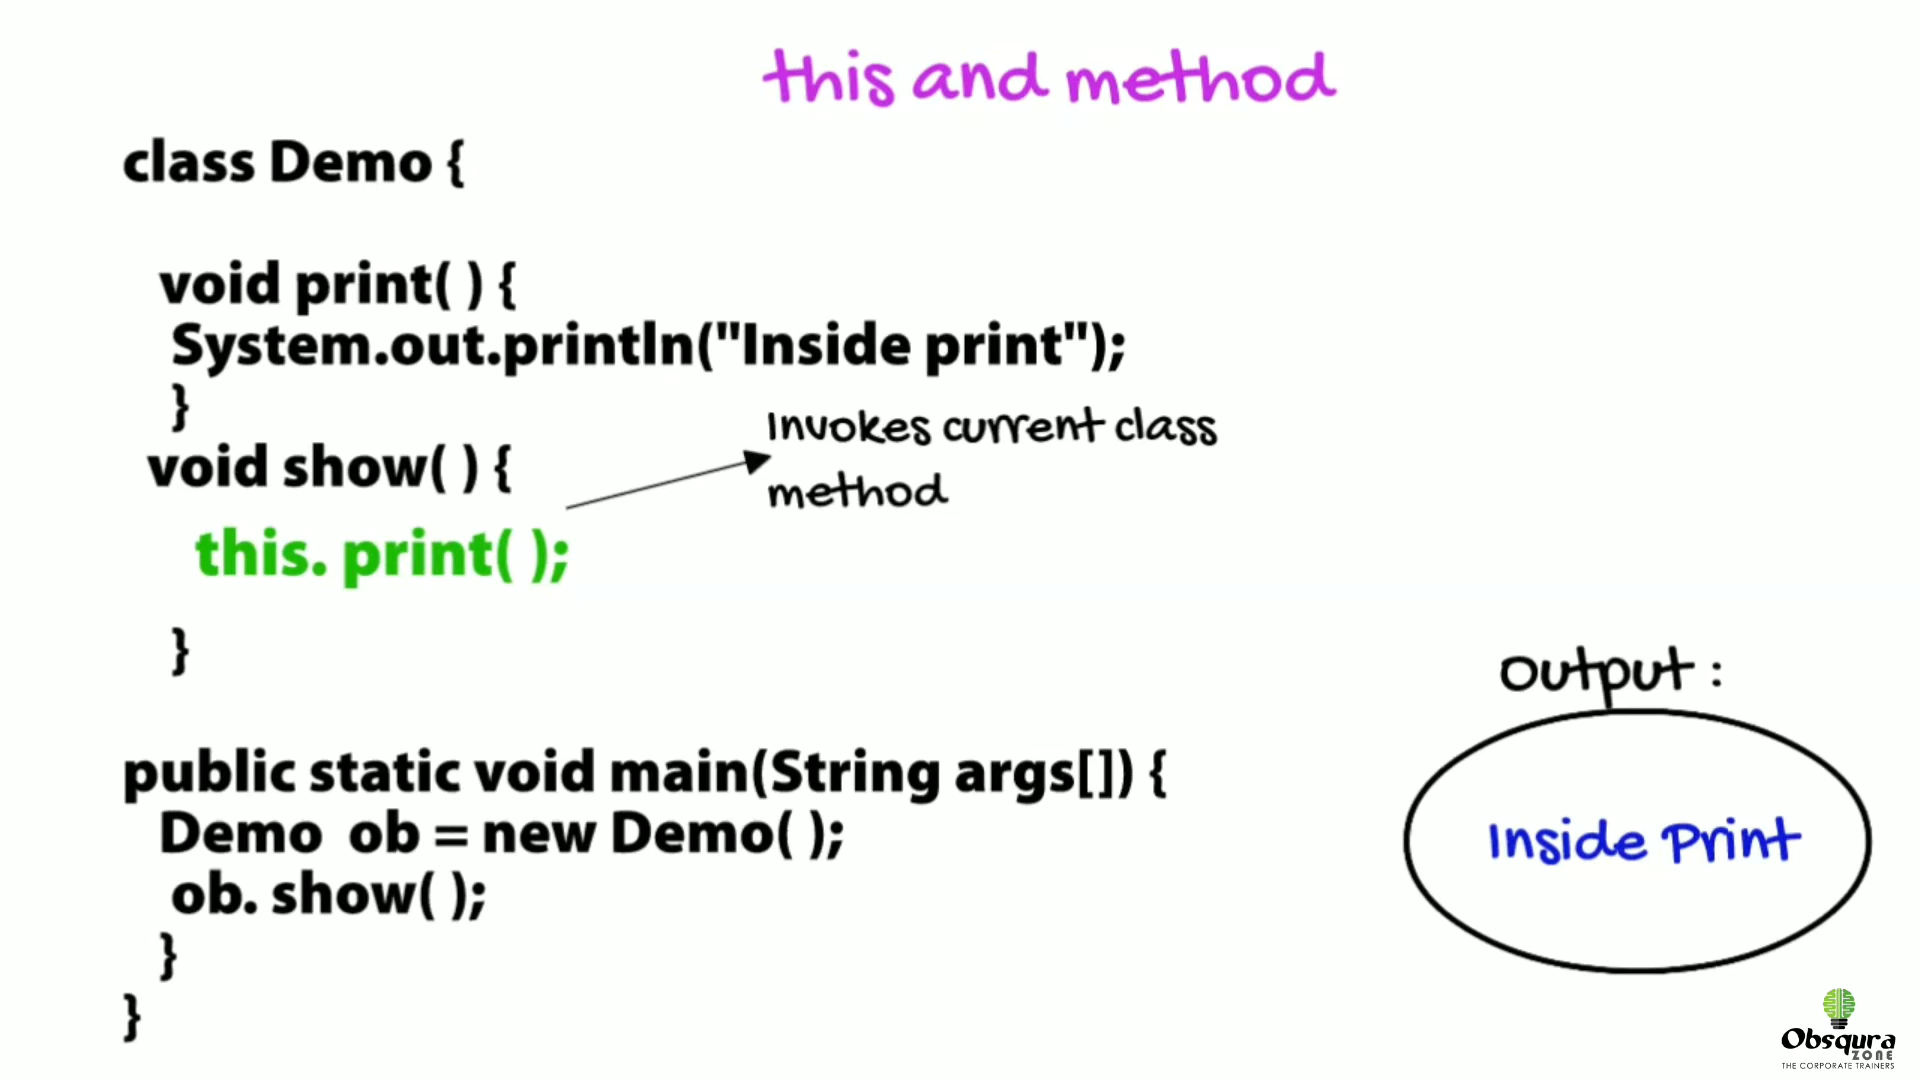 this and method
class Demo {
void print( ) {
System.out.println("Inside print");
}
void show( ) {
Invokes current class
method
this. print( );
}
public static void main(String args[]) {
Demo  ob = new Demo( );
ob. show( );
}
}
Output :
Inside Print
Obsqura
ZONE
THE CORPORATE TRAINERS